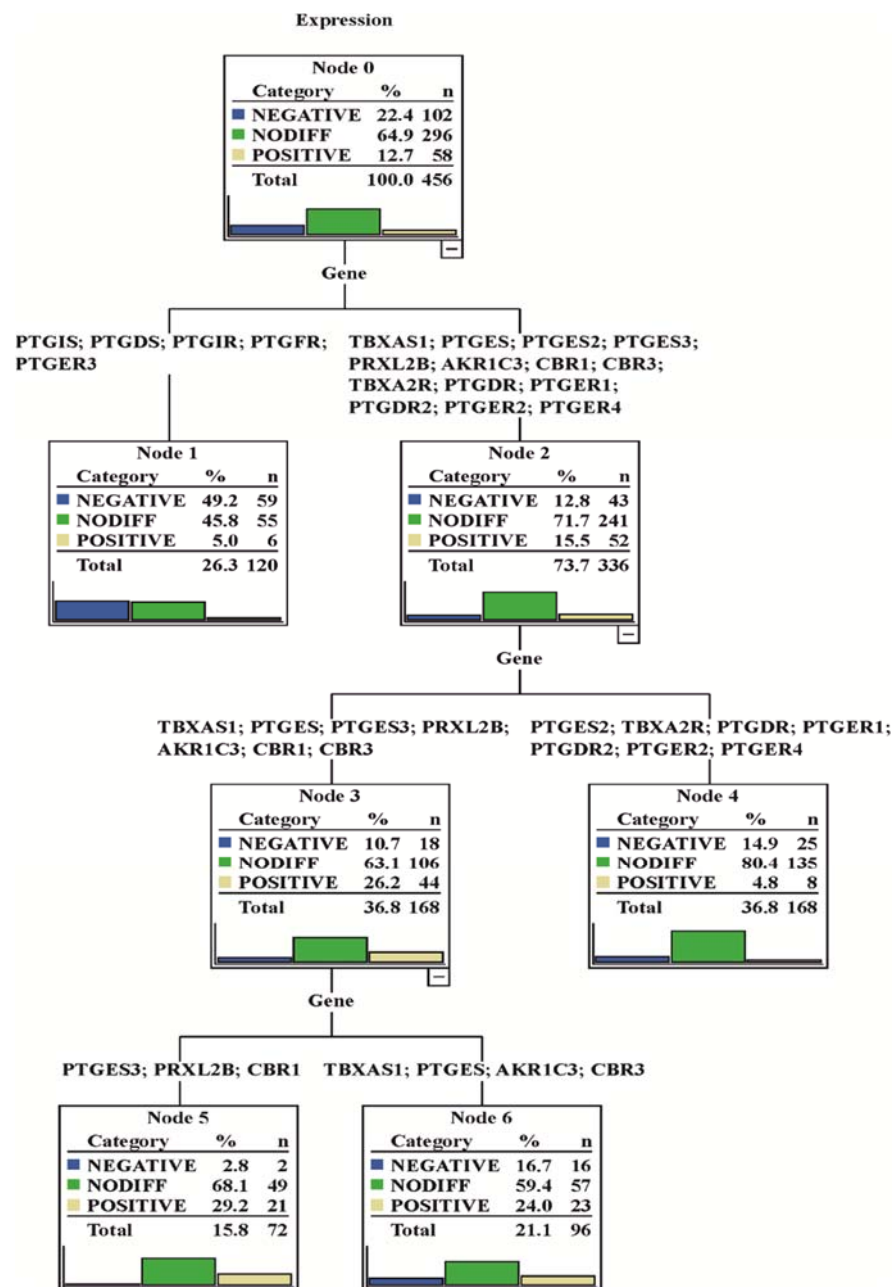 Expression
Node 0
Category % n
NEGATIVE 22.4 102
NODIFF 64.9 296
POSITIVE 12.7 58
Total 100.0 456
Gene
PTGIS; PTGDS; PTGIR; PTGFR;
PTGER3
TBXAS1; PTGES; PTGES2; PTGES3;
PRXL2B; AKR1C3; CBR1; CBR3;
TBXA2R; PTGDR; PTGER1;
PTGDR2; PTGER2; PTGER4
Node 1
Category % n
NEGATIVE 49.2 59
NODIFF 45.8 55
POSITIVE 5.0 6
Total 26.3 120
Node 2
Category % n
NEGATIVE 12.8 43
NODIFF 71.7 241
POSITIVE 15.5 52
Total 73.7 336
Gene
TBXAS1; PTGES; PTGES3; PRXL2B;
AKR1C3; CBR1; CBR3
PTGES2; TBXA2R; PTGDR; PTGER1;
PTGDR2; PTGER2; PTGER4
Node 3
Category % n
NEGATIVE 10.7 18
NODIFF 63.1 106
POSITIVE 26.2 44
Total 36.8 168
Node 4
Category % n
NEGATIVE 14.9 25
NODIFF 80.4 135
POSITIVE 4.8 8
Total 36.8 168
Gene
PTGES3; PRXL2B; CBR1
TBXAS1; PTGES; AKR1C3; CBR3
Node 5
Category % n
NEGATIVE 2.8 2
NODIFF 68.1 49
POSITIVE 29.2 21
Total 15.8 72
Node 6
Category % n
NEGATIVE 16.7 16
NODIFF 59.4 57
POSITIVE 24.0 23
Total 21.1 96